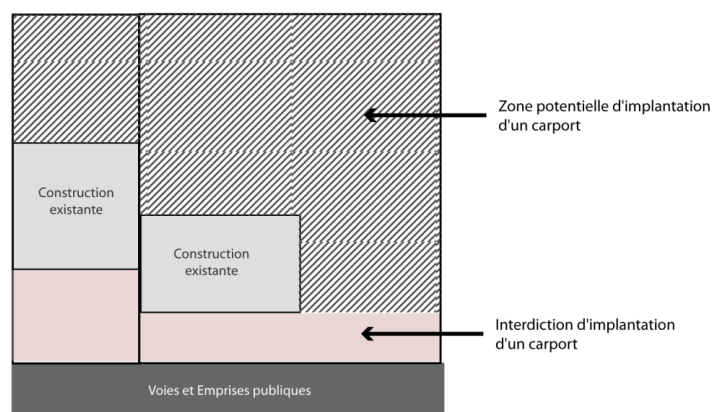 Zone potentielle d'implantation
d'un carport
Construction
existante
Construction
existante
Interdiction d'implantation
d'un carport
Voies et Emprises publiques